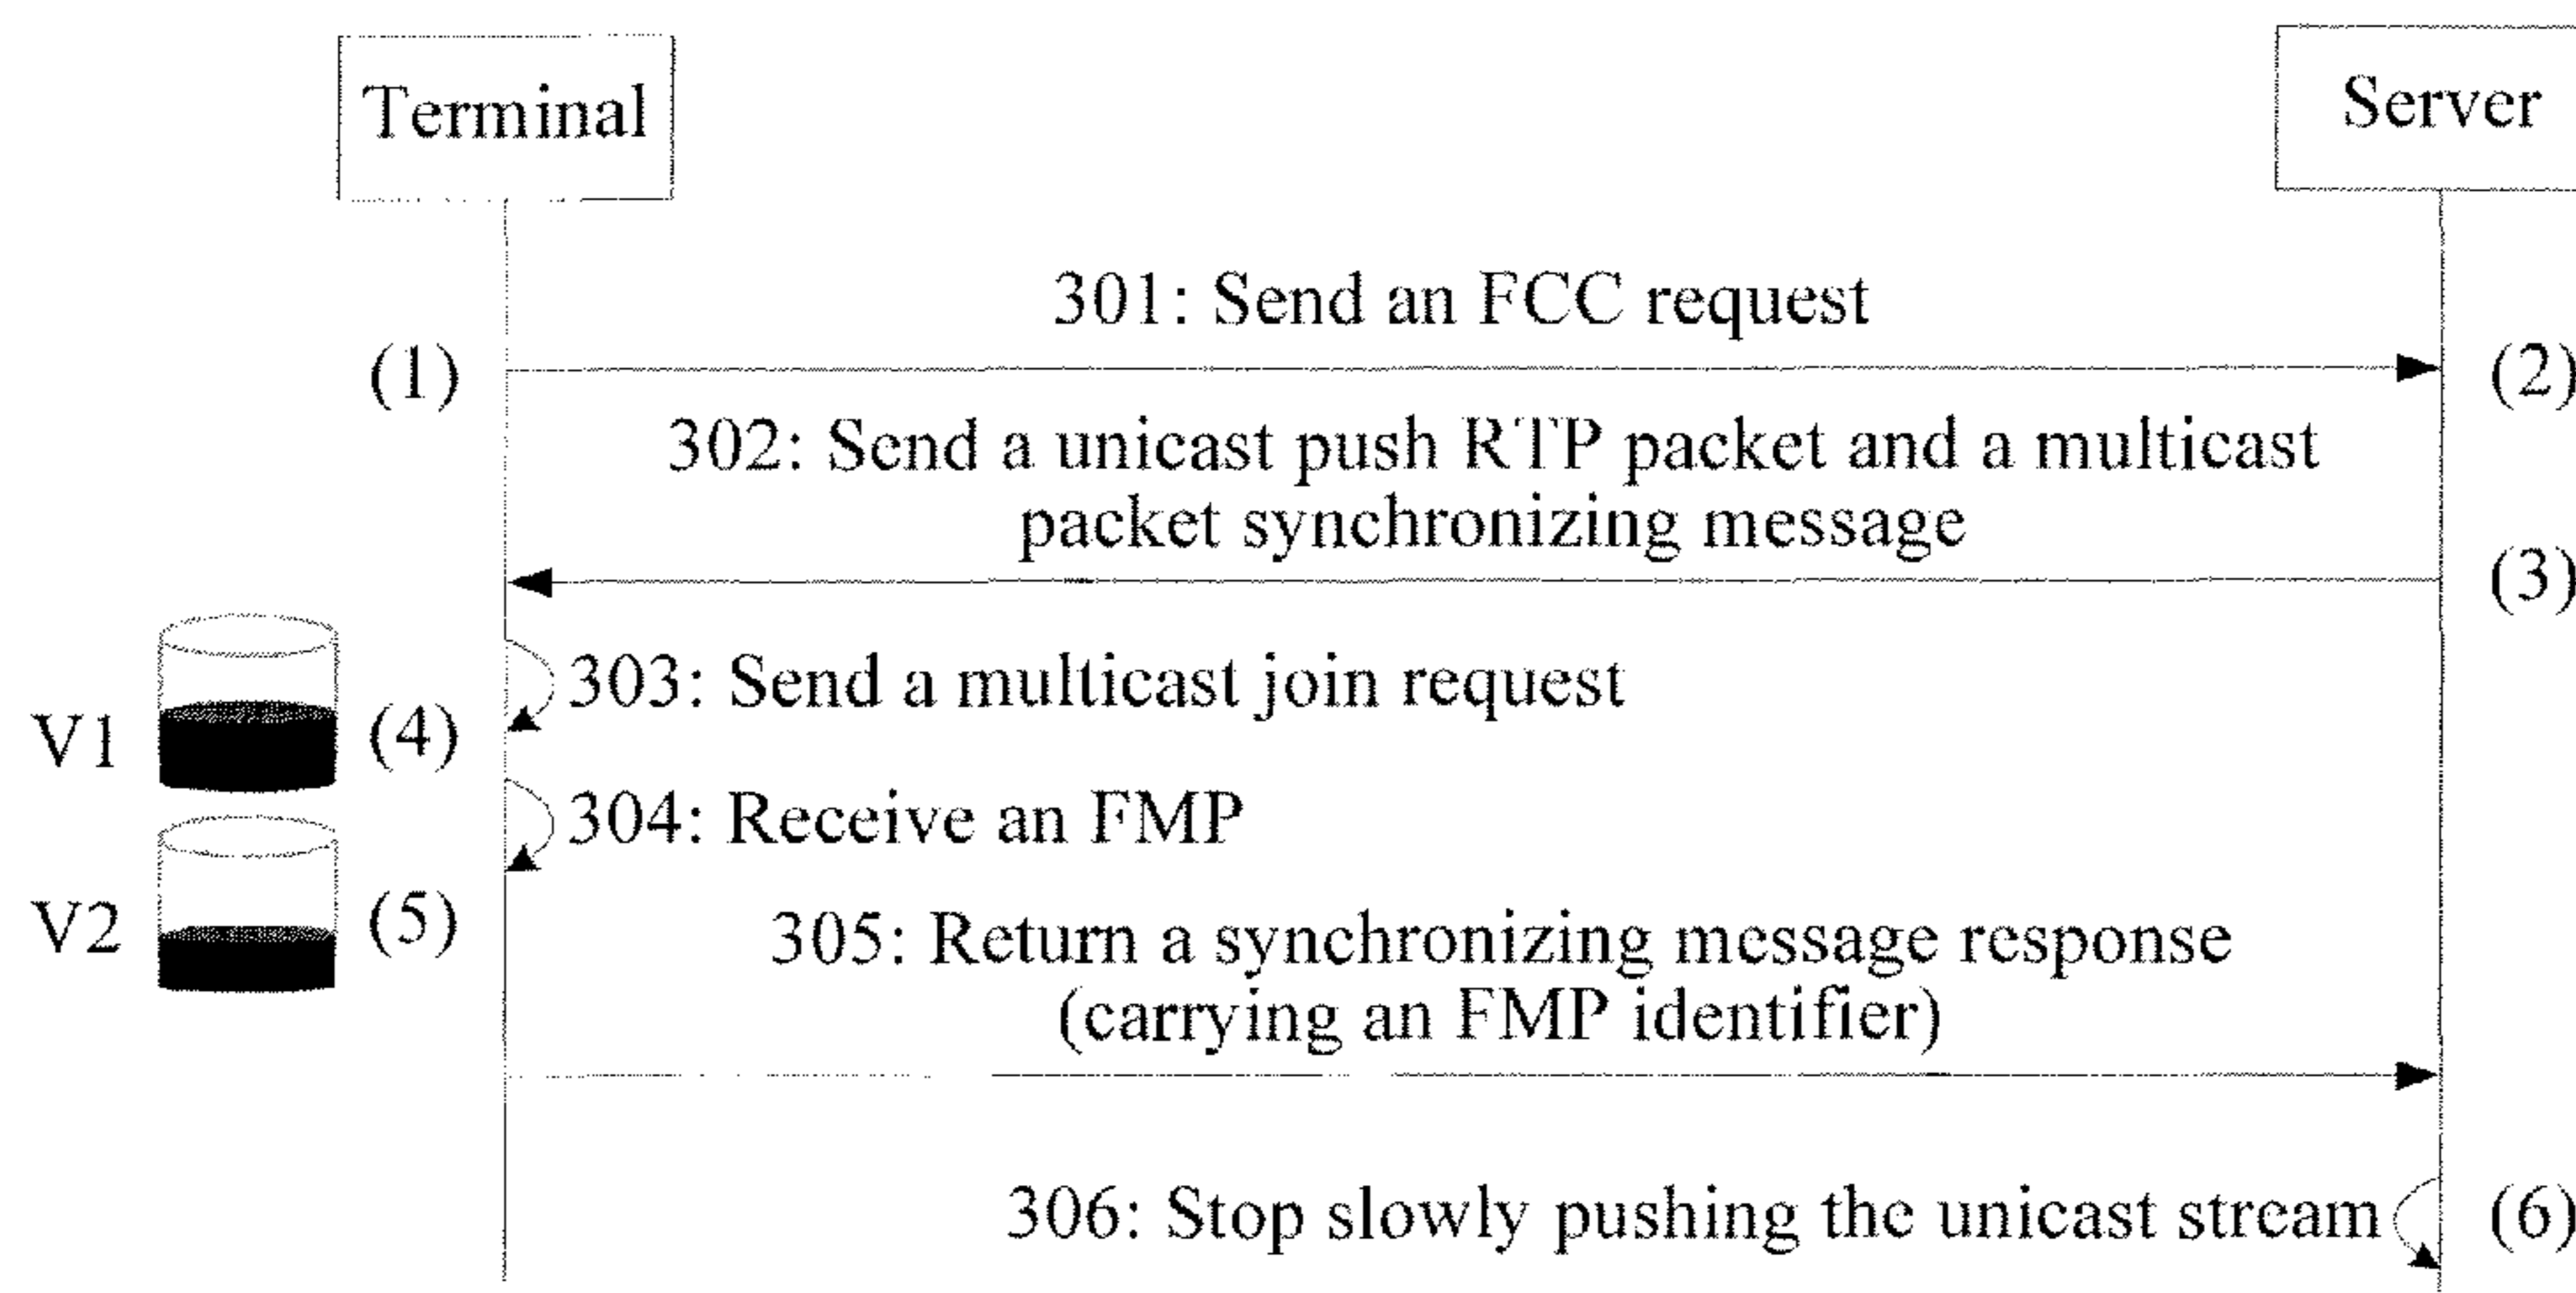 Terminal
Server
301: Send an FCC request
(1)
(2)
302: Send a unicast push RTP packet and a multicast
packet synchronizing message
(3)
303: Send a multicast join request
V1
(4)
304: Receive an FMP
V2
(5)
305: Return a synchronizing message response
(carrying an FMP identifier)
306: Stop slowly pushing the unicast stream
(6)